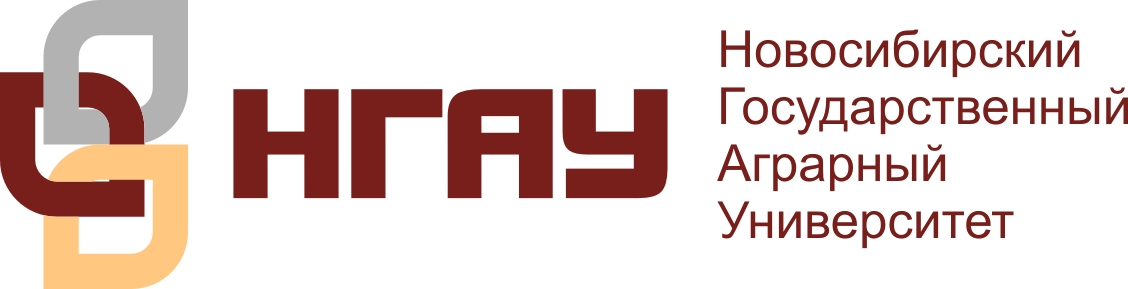 НГАУ
Новосибирский
Государственный
Аграрный
Университет